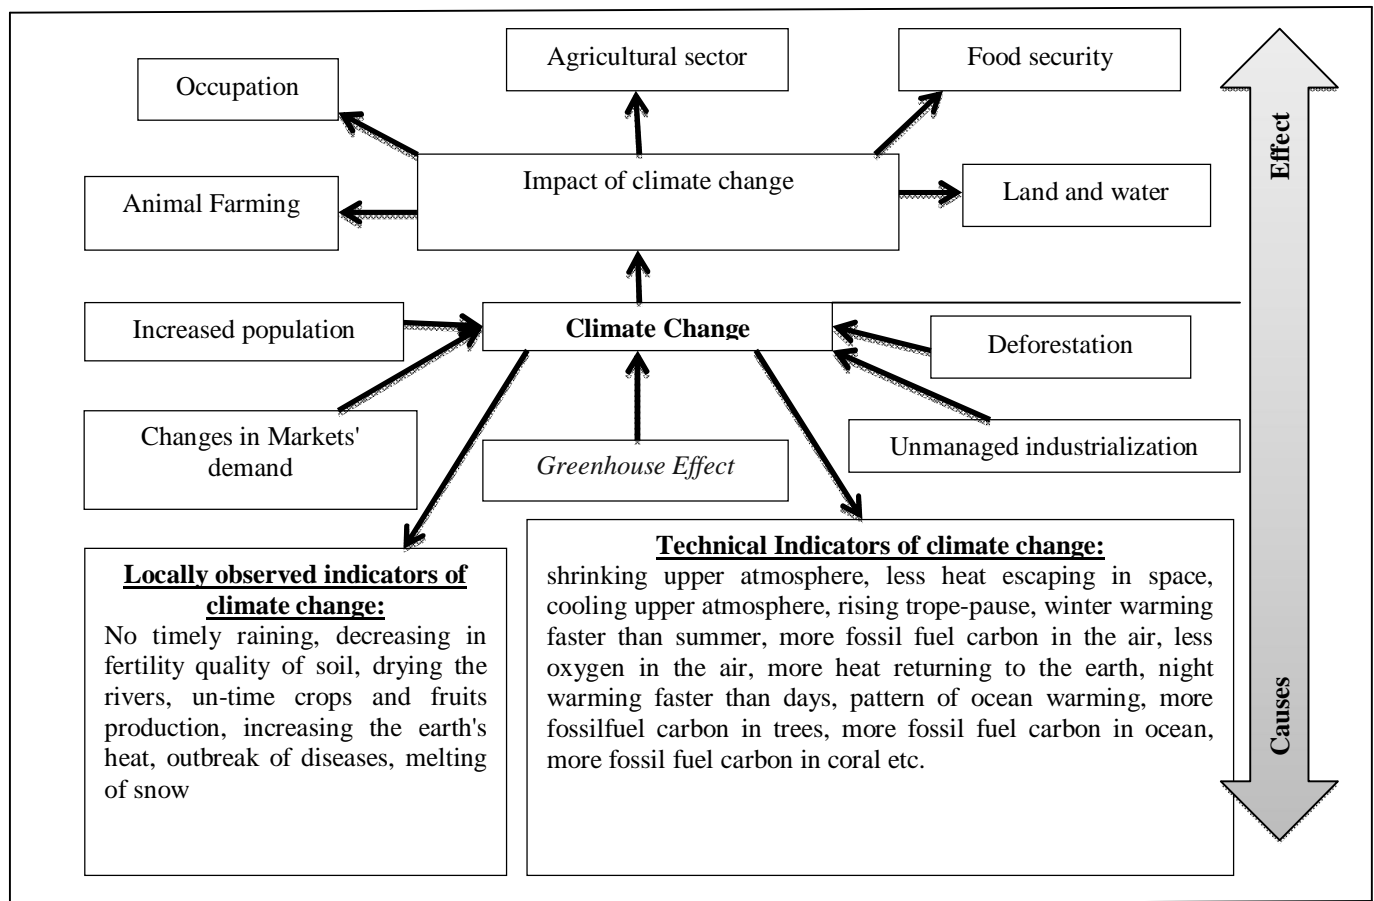 Agricultural sector
Food security
Occupation
Effect
Impact of climate change
Animal Farming
Land and water
Increased population
Climate Change
Deforestation
Changes in Markets'
demand
Greenhouse Effect
Unmanaged industrialization
Locally observed indicators of
climate change:
No timely raining, decreasing in
fertility quality of soil, drying the
rivers, un-time crops and fruits
production, increasing the earth's
heat, outbreak of diseases, melting
of snow
Technical Indicators of climate change:
shrinking upper atmosphere, less heat escaping in space,
cooling upper atmosphere, rising trope-pause, winter warming
faster than summer, more fossil fuel carbon in the air, less
oxygen in the air, more heat returning to the earth, night
warming faster than days, pattern of ocean warming, more
fossilfuel carbon in trees, more fossil fuel carbon in ocean,
more fossil fuel carbon in coral etc.
Causes